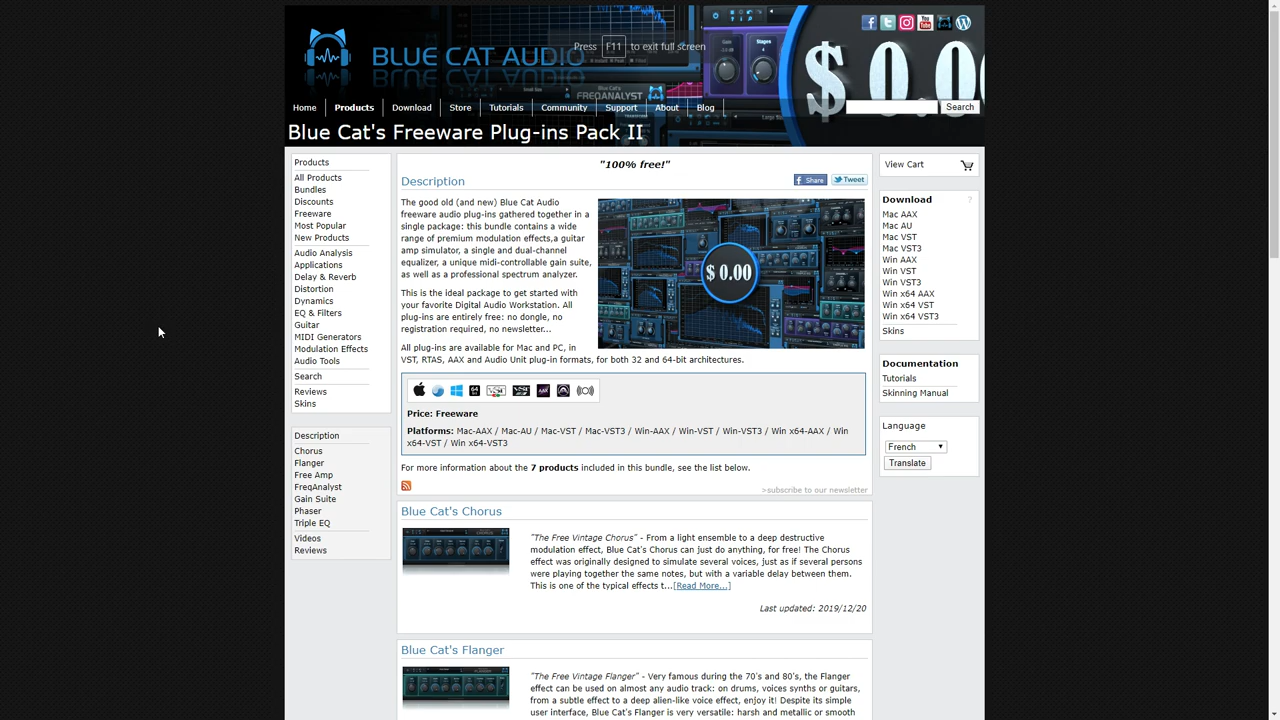 BLUE CAT AUDIO
Press F11 to exit full screen
$ 0.0
Blue Cat's
FREQANALYST
Home Products Download Store Tutorials Community Support About Blog Search
Blue Cat's Freeware Plug-ins Pack II
Products
All Products
Bundles
Discounts
Freeware
Most Popular
New Products
Audio Analysis
Applications
Delay & Reverb
Distortion
Dynamics
EQ & Filters
Guitar
MIDI Generators
Modulation Effects
Audio Tools
Search
Reviews
Skins
Description
Chorus
Flanger
Free Amp
FreqAnalyst
Gain Suite
Phaser
Triple EQ
Videos
Reviews
"100% free!"
Description
Share Tweet
The good old (and new) Blue Cat Audio
freeware audio plug-ins gathered together in a
single package: this bundle contains a wide
range of premium modulation effects,a guitar
amp simulator, a single and dual-channel
equalizer, a unique midi-controllable gain suite,
as well as a professional spectrum analyzer.
This is the ideal package to get started with
your favorite Digital Audio Workstation. All
plug-ins are entirely free: no dongle, no
registration required, no newsletter...
All plug-ins are available for Mac and PC, in
VST, RTAS, AAX and Audio Unit plug-in formats, for both 32 and 64-bit architectures.
$ 0.00
Price: Freeware
Platforms: Mac-AAX / Mac-AU / Mac-VST / Mac-VST3 / Win-AAX / Win-VST / Win-VST3 / Win x64-AAX / Win
x64-VST / Win x64-VST3
For more information about the 7 products included in this bundle, see the list below.
>subscribe to our newsletter
Blue Cat's Chorus
"The Free Vintage Chorus" - From a light ensemble to a deep destructive
modulation effect, Blue Cat's Chorus can just do anything, for free! The Chorus
effect was originally designed to simulate several voices, just as if several persons
were playing together the same notes, but with a variable delay between them.
This is one of the typical effects t...[Read More...]
Last updated: 2019/12/20
Blue Cat's Flanger
"The Free Vintage Flanger" - Very famous during the 70's and 80's, the Flanger
effect can be used on almost any audio track: on drums, voices synths or guitars,
from a subtle effect to a deep alien-like voice effect, enjoy it! Despite its simple
user interface, Blue Cat's Flanger is very versatile: harsh and metallic or smooth
View Cart
Download ?
Mac AAX
Mac AU
Mac VST
Mac VST3
Win AAX
Win VST
Win VST3
Win x64 AAX
Win x64 VST
Win x64 VST3
Skins
Documentation
Tutorials
Skinning Manual
Language
French
Translate